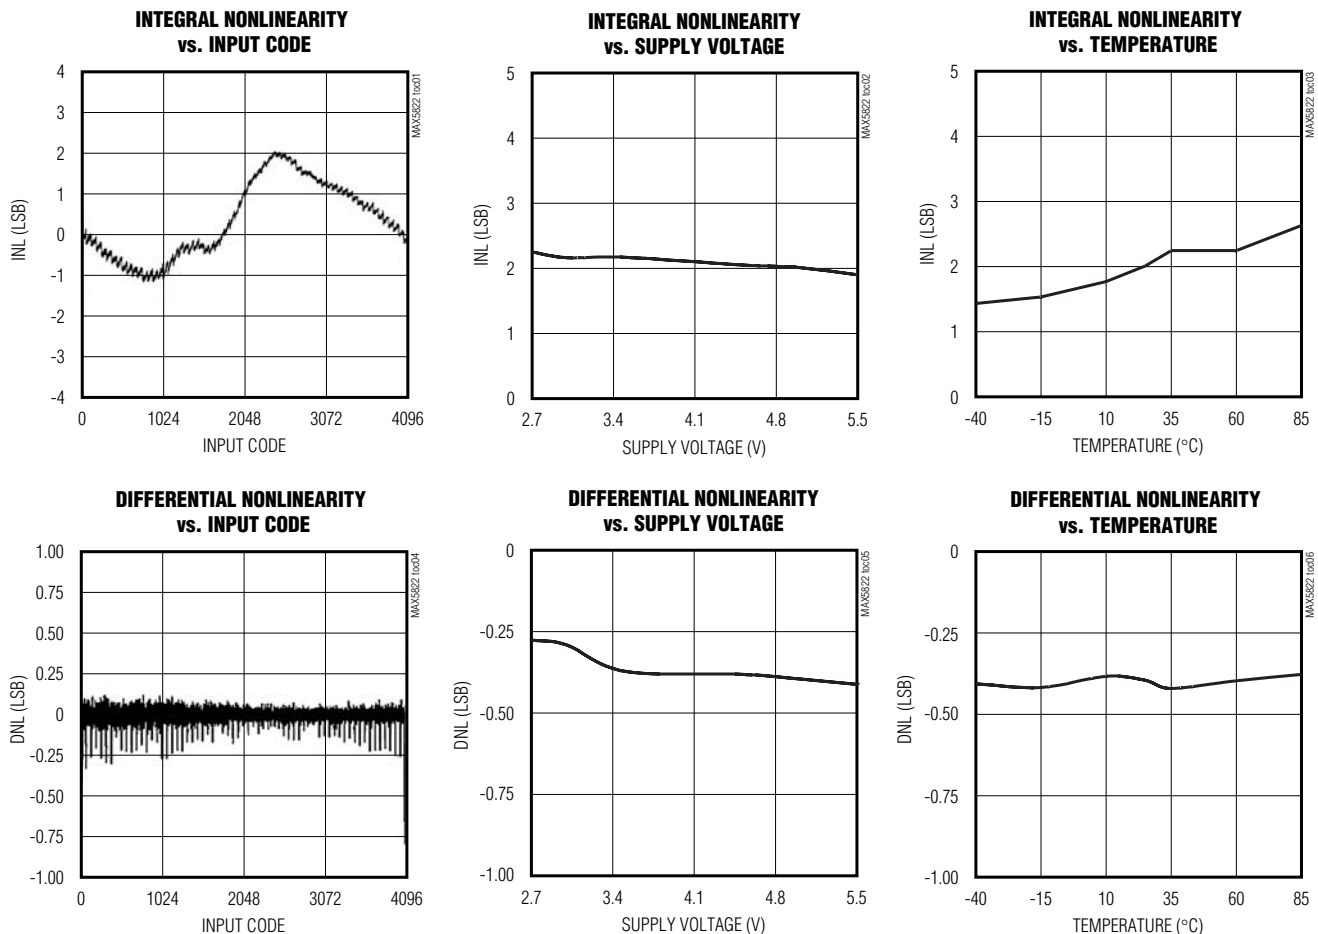 INTEGRAL NONLINEARITY
vs. INPUT CODE
4
3
2
1
0
-1
-2
-3
-4
INL (LSB)
0 1024 2048 3072 4096
INPUT CODE
MAX5822 toc01
INTEGRAL NONLINEARITY
vs. SUPPLY VOLTAGE
5
4
3
2
1
0
INL (LSB)
2.7 3.4 4.1 4.8 5.5
SUPPLY VOLTAGE (V)
MAX5822 toc02
INTEGRAL NONLINEARITY
vs. TEMPERATURE
5
4
3
2
1
0
INL (LSB)
-40 -15 10 35 60 85
TEMPERATURE (°C)
MAX5822 toc03
DIFFERENTIAL NONLINEARITY
vs. INPUT CODE
1.00
0.75
0.50
0.25
0
-0.25
-0.50
-0.75
-1.00
DNL (LSB)
0 1024 2048 3072 4096
INPUT CODE
MAX5822 toc04
DIFFERENTIAL NONLINEARITY
vs. SUPPLY VOLTAGE
0
-0.25
-0.50
-0.75
-1.00
DNL (LSB)
2.7 3.4 4.1 4.8 5.5
SUPPLY VOLTAGE (V)
MAX5822 toc05
DIFFERENTIAL NONLINEARITY
vs. TEMPERATURE
0
-0.25
-0.50
-0.75
-1.00
DNL (LSB)
-40 -15 10 35 60 85
TEMPERATURE (°C)
MAX5822 toc06